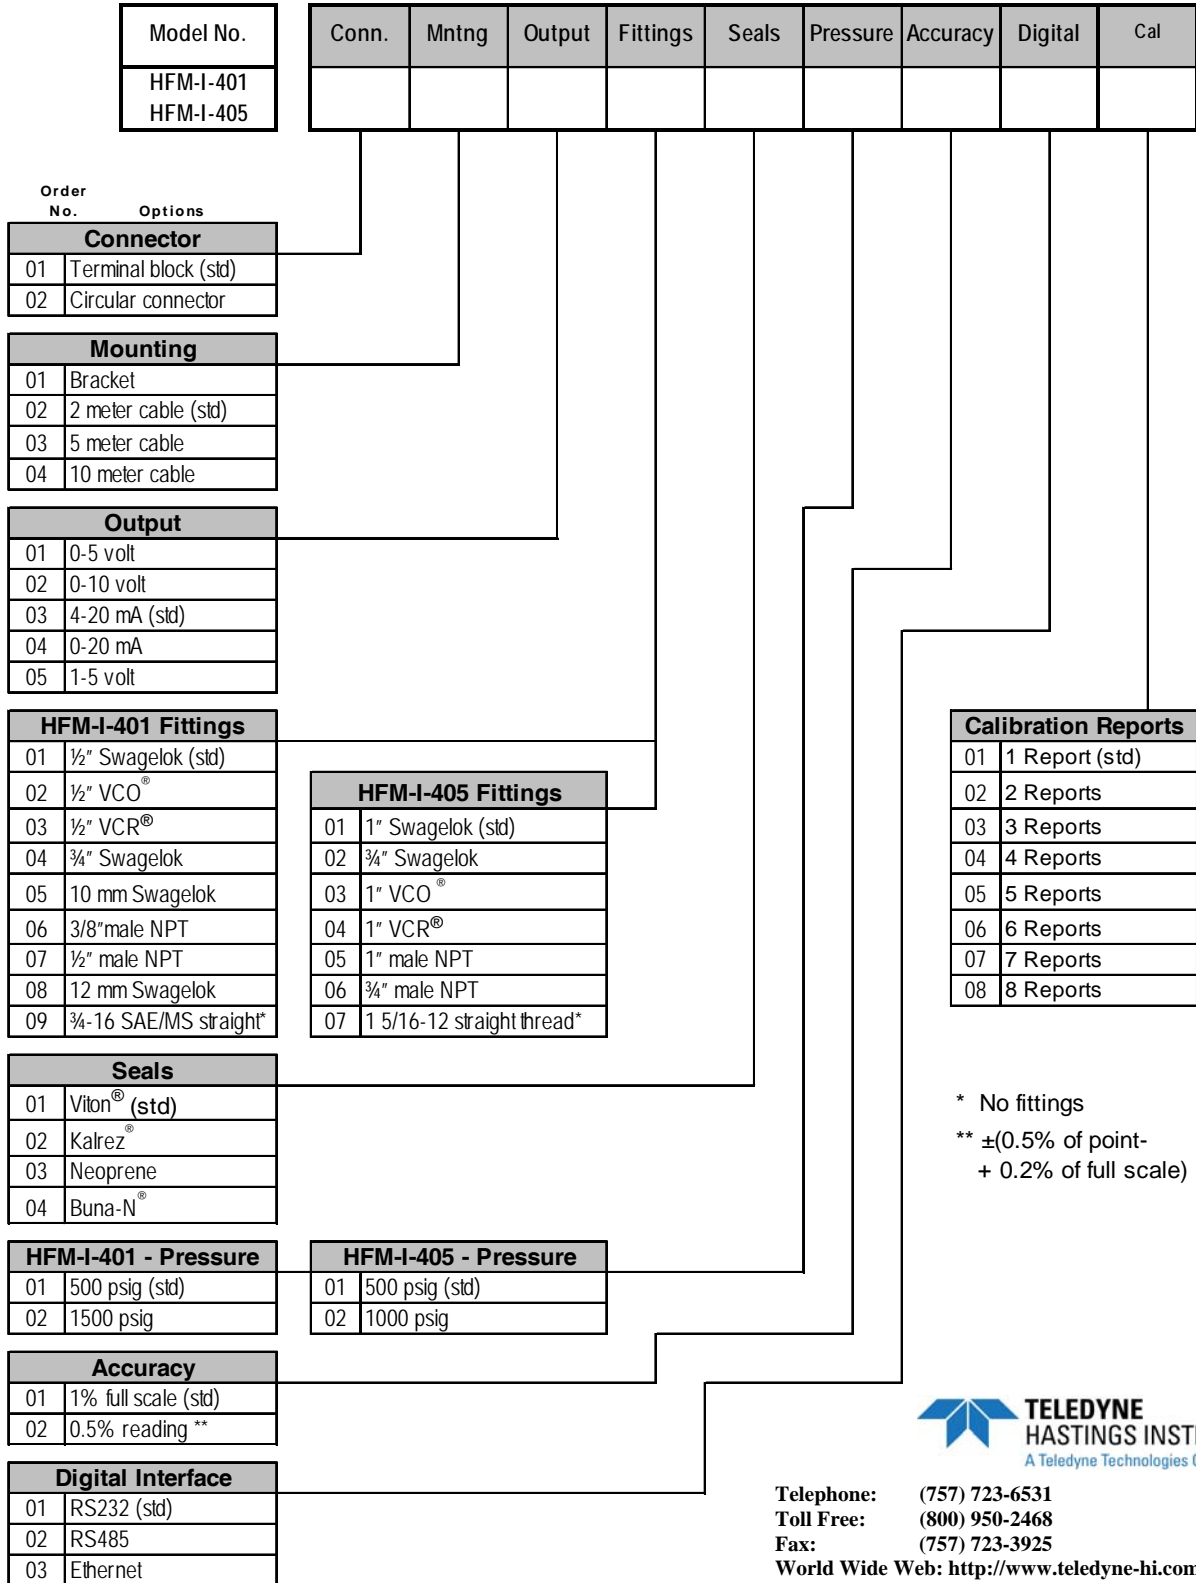 Model No. Conn. Mntng Output Fittings Seals Pressure Accuracy Digital Cal
HFM-I-401
HFM-I-405
Order
No. Options
Connector
01 Terminal block (std)
02 Circular connector
Mounting
01 Bracket
02 2 meter cable (std)
03 5 meter cable
04 10 meter cable
Output
01 0-5 volt
02 0-10 volt
03 4-20 mA (std)
04 0-20 mA
05 1-5 volt
HFM-I-401 Fittings
01 ½" Swagelok (std)
02 ½" VCO®
03 ½" VCR®
04 ¾" Swagelok
05 10 mm Swagelok
06 3/8"male NPT
07 ½" male NPT
08 12 mm Swagelok
09 ¾-16 SAE/MS straight*
HFM-I-405 Fittings
01 1" Swagelok (std)
02 ¾" Swagelok
03 1" VCO ®
04 1" VCR®
05 1" male NPT
06 ¾" male NPT
07 1 5/16-12 straight thread*
Calibration Reports
01 1 Report (std)
02 2 Reports
03 3 Reports
04 4 Reports
05 5 Reports
06 6 Reports
07 7 Reports
08 8 Reports
Seals
01 Viton® (std)
02 Kalrez®
03 Neoprene
04 Buna-N®
* No fittings
** ±(0.5% of point-
+ 0.2% of full scale)
HFM-I-401 - Pressure
01 500 psig (std)
02 1500 psig
HFM-I-405 - Pressure
01 500 psig (std)
02 1000 psig
Accuracy
01 1% full scale (std)
02 0.5% reading **
Digital Interface
01 RS232 (std)
02 RS485
03 Ethernet
TELEDYNE
HASTINGS
A Teledyne Technologies
Telephone: (757) 723-6531
Toll Free: (800) 950-2468
Fax: (757) 723-3925
World Wide Web: http://www.teledyne-hi.com